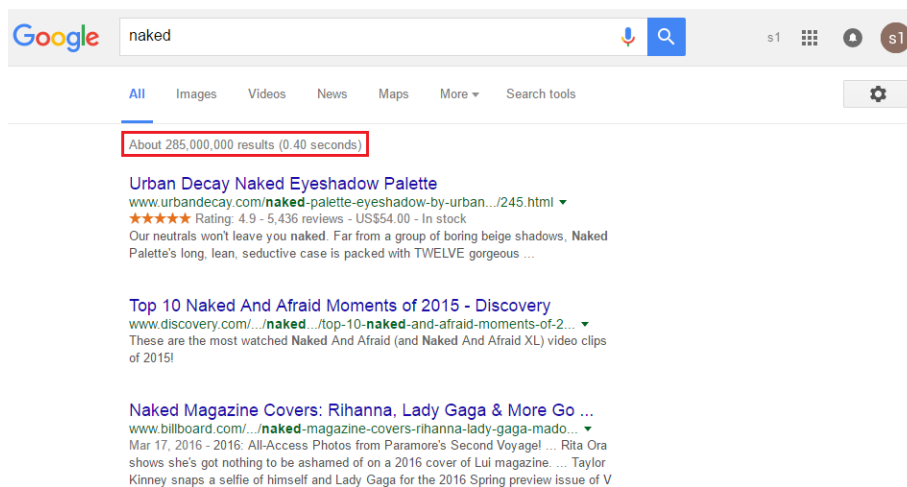 Google
naked
s1
s1
All Images Videos News Maps More Search tools
About 285,000,000 results (0.40 seconds)
Urban Decay Naked Eyeshadow Palette
www.urbandecay.com/naked-palette-eyeshadow-by-urban.../245.html
Rating: 4.9 - 5,436 reviews - US$54.00 - In stock
Our neutrals won't leave you naked. Far from a group of boring beige shadows, Naked
Palette's long, lean, seductive case is packed with TWELVE gorgeous ...
Top 10 Naked And Afraid Moments of 2015 - Discovery
www.discovery.com/.../naked.../top-10-naked-and-afraid-moments-of-2...
These are the most watched Naked And Afraid (and Naked And Afraid XL) video clips
of 2015!
Naked Magazine Covers: Rihanna, Lady Gaga & More Go ...
www.billboard.com/.../naked-magazine-covers-rihanna-lady-gaga-mado...
Mar 17, 2016 - 2016: All-Access Photos from Paramore's Second Voyage! ... Rita Ora
shows she's got nothing to be ashamed of on a 2016 cover of Lui magazine. ... Taylor
Kinney snaps a selfie of himself and Lady Gaga for the 2016 Spring preview issue of V